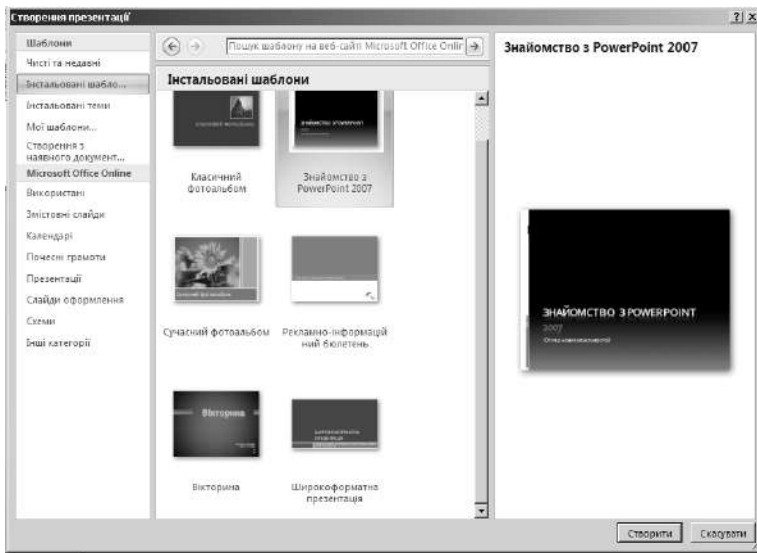 Створення презентації
Шаблони
Чисті та недавні
Інстальовані шабло...
Інстальовані теми
Мої шаблони...
Створення з
наявного документ...
Microsoft Office Online
Використані
Змістовні слайди
Календарі
Почесні грамоти
Презентації
Слайди оформлення
Схеми
Інші категорії
Пошук шаблону на веб-сайті Microsoft Office Onlin
Інстальовані шаблони
Класичний
фотоальбом
Знайомство з
PowerPoint 2007
Сучасний фотоальбом
Рекламно-інформацій
ний бюлетень
Вікторина
Вікторина
Широкоформатна
презентація
Знайомство з PowerPoint 2007
ЗНАЙОМСТВО З POWERPOINT
2007
Створити
Скасувати